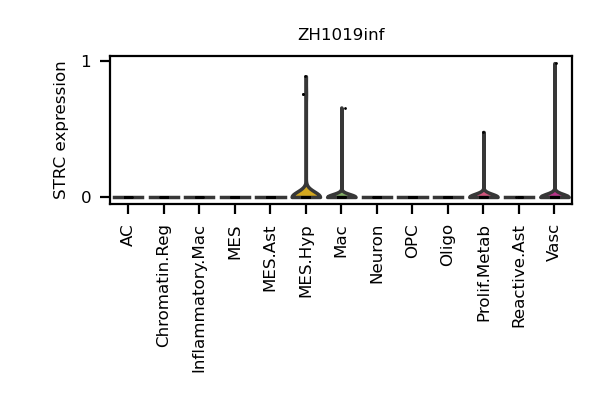 ZH1019inf
STRC expression
1
0
AC
Chromatin.Reg
Inflammatory.Mac
MES
MES.Ast
MES.Hyp
Mac
Neuron
OPC
Oligo
Prolif.Metab
Reactive.Ast
Vasc